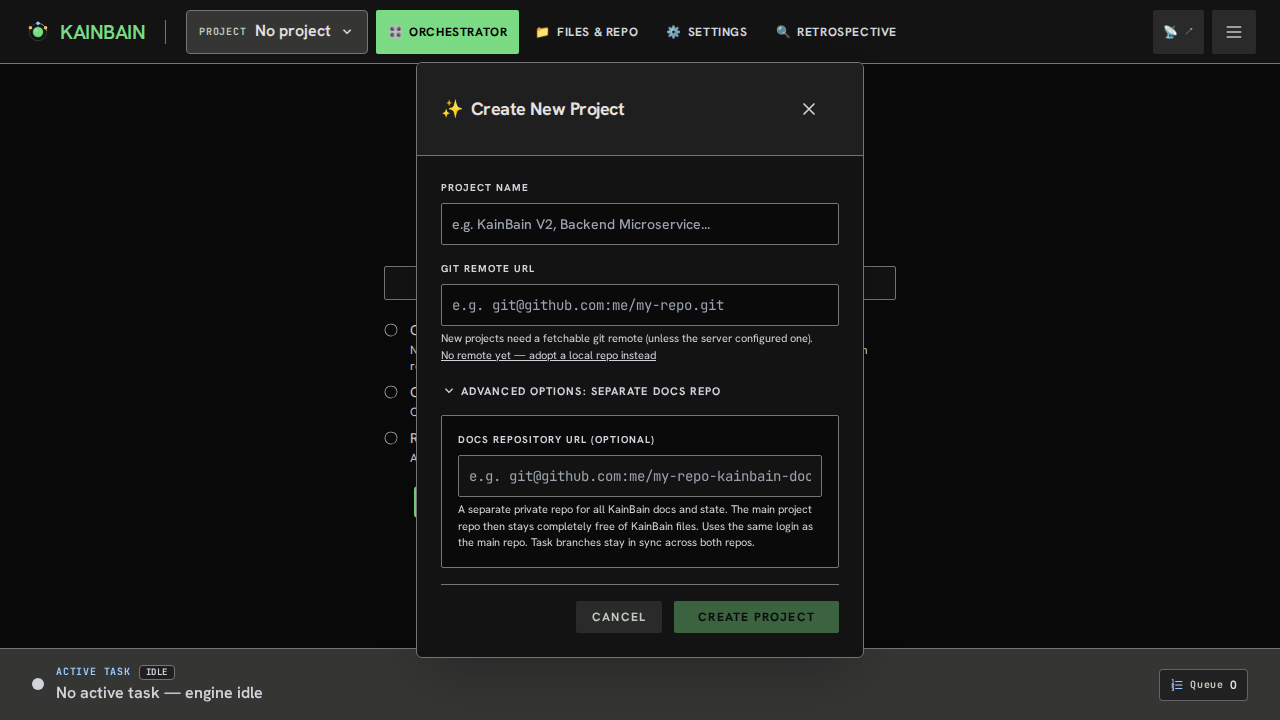 KAINBAIN
PROJECT No project
ORCHESTRATOR
FILES & REPO
SETTINGS
RETROSPECTIVE
Create New Project
PROJECT NAME
e.g. KainBain V2, Backend Microservice...
GIT REMOTE URL
e.g. git@github.com:me/my-repo.git
New projects need a fetchable git remote (unless the server configured one).
No remote yet — adopt a local repo instead
ADVANCED OPTIONS: SEPARATE DOCS REPO
DOCS REPOSITORY URL (OPTIONAL)
e.g. git@github.com:me/my-repo-kainbain-doc
A separate private repo for all KainBain docs and state. The main project
repo then stays completely free of KainBain files. Uses the same login as
the main repo. Task branches stay in sync across both repos.
CANCEL
CREATE PROJECT
ACTIVE TASK IDLE
No active task — engine idle
Queue 0